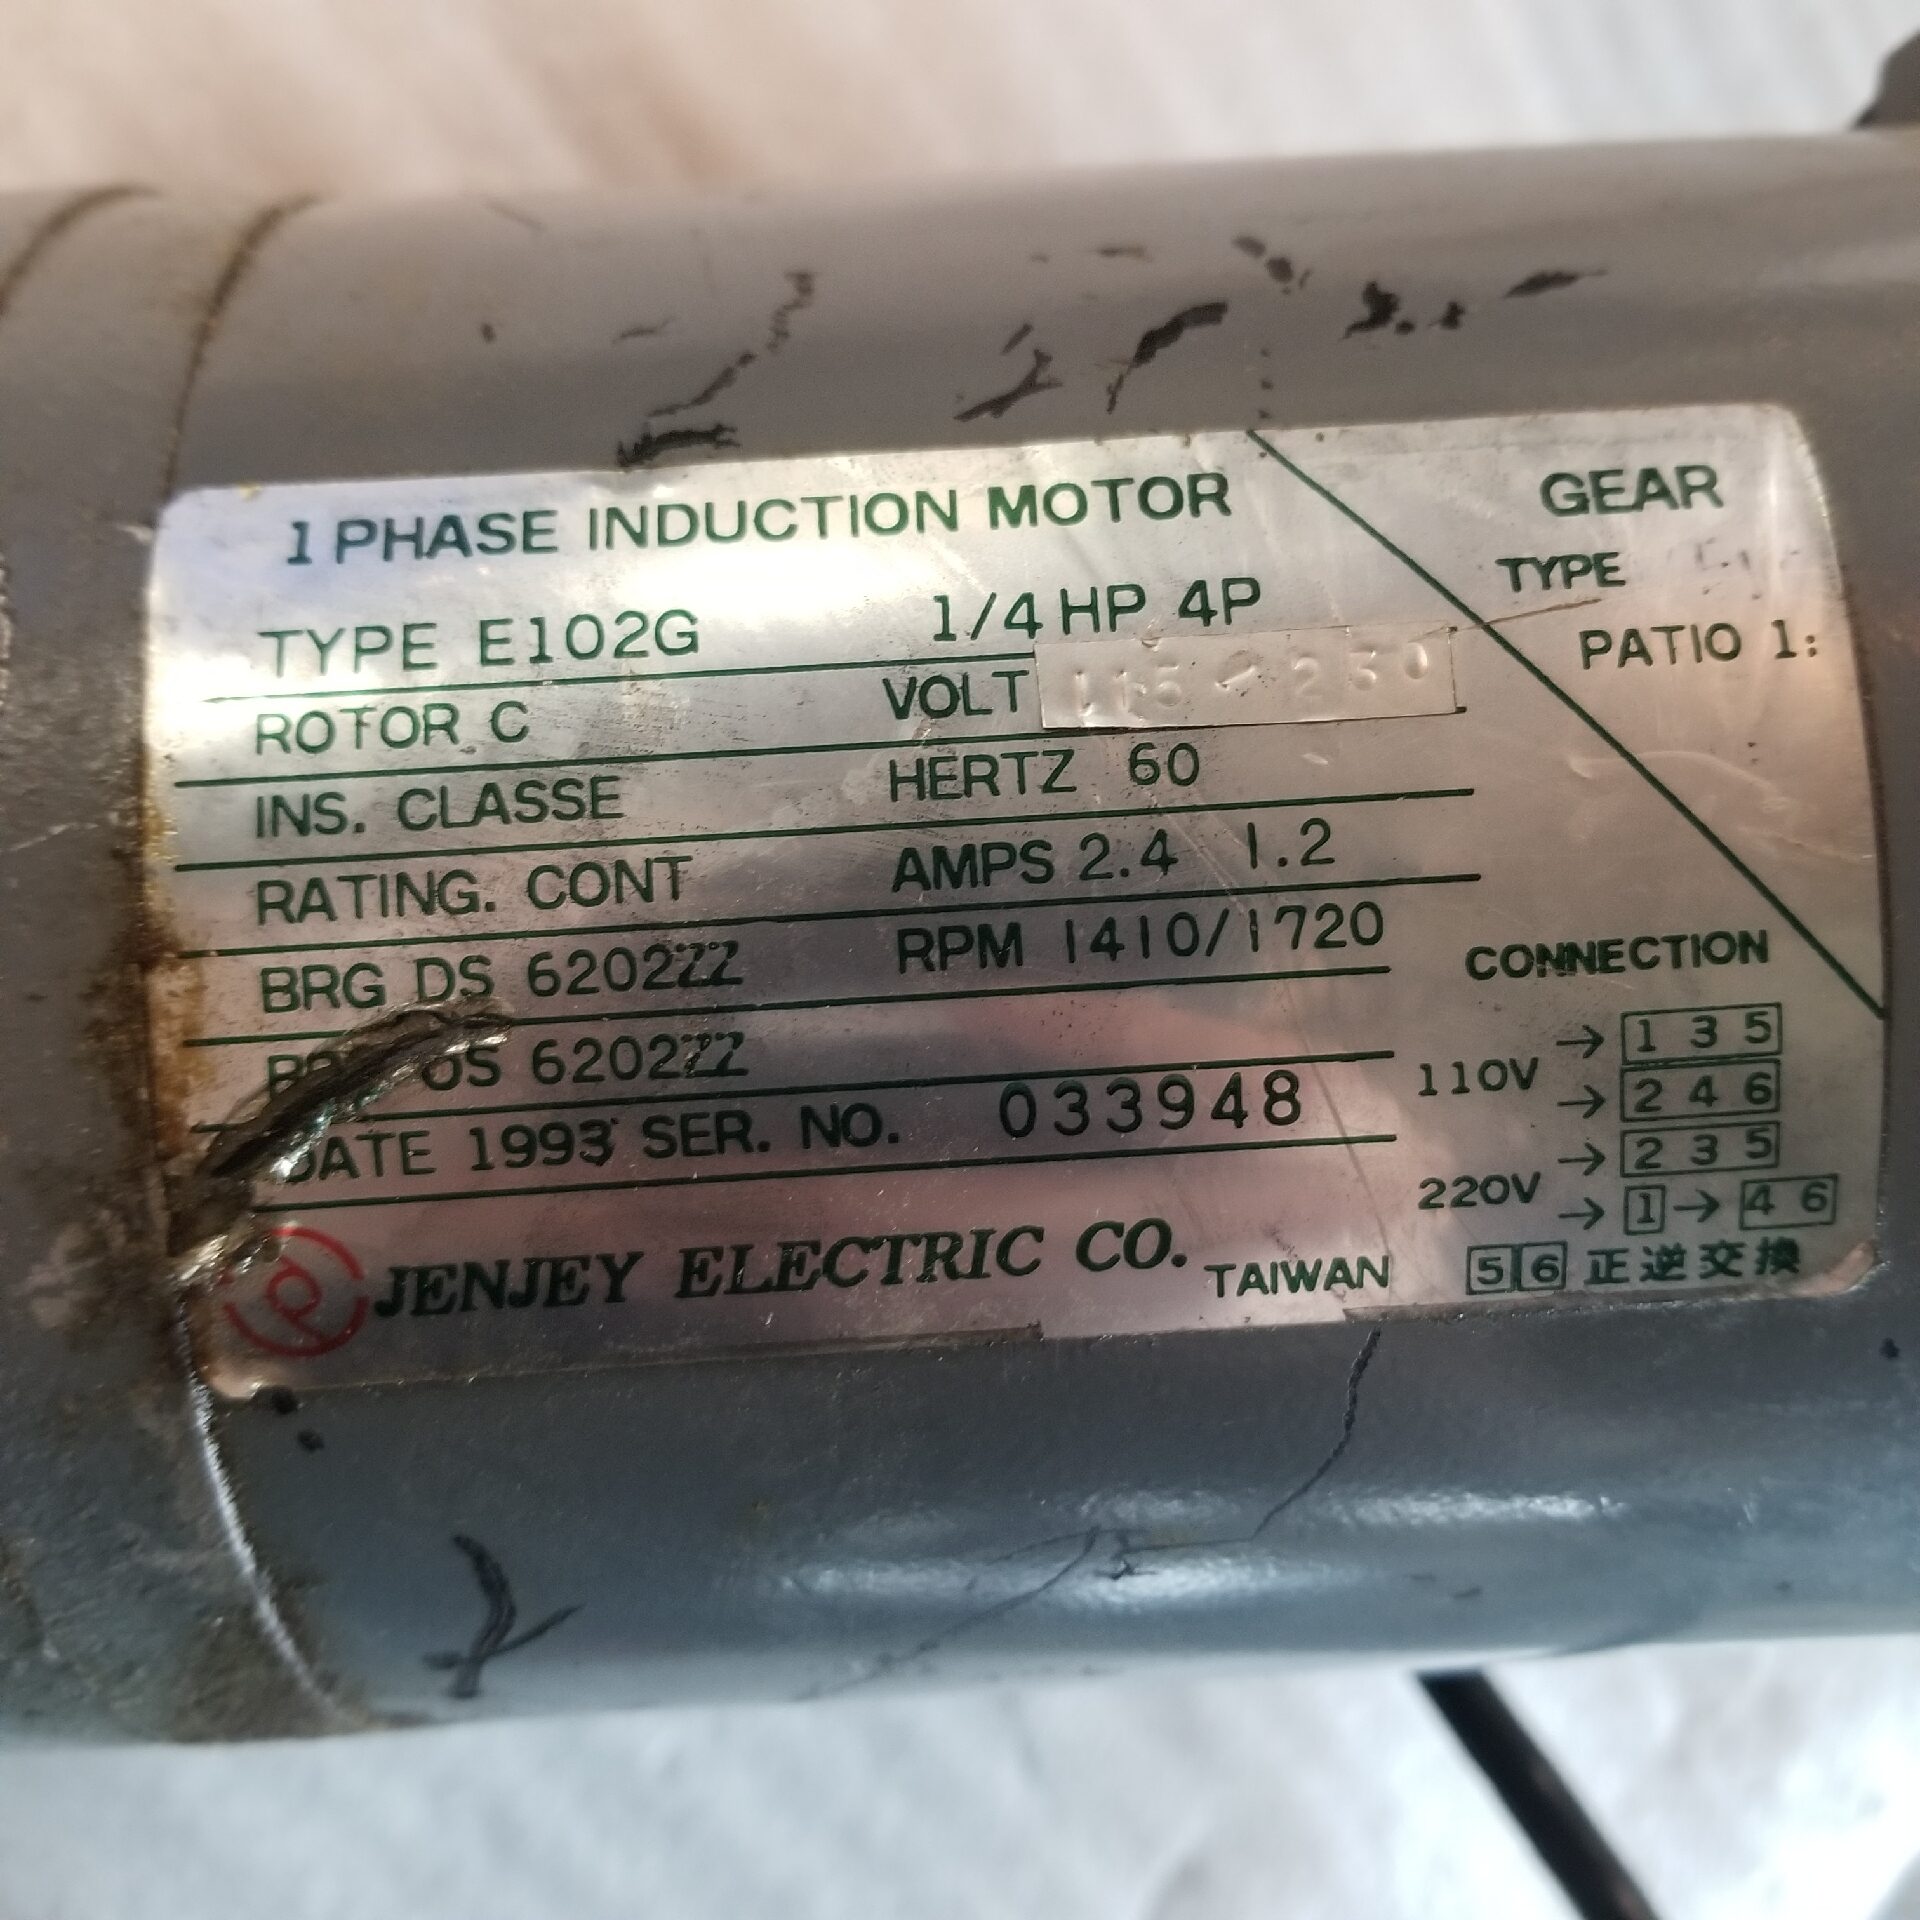 1 PHASE INDUCTION MOTOR
TYPE E102G 1/4 HP 4P
ROTOR C VOLT 115/230
INS. CLASSE HERTZ 60
RATING. CONT AMPS 2.4 1.2
BRG DS 6202ZZ RPM 1410/1720
OS 6202ZZ
DATE 1993 SER. NO. 033948
JENJEY ELECTRIC CO. TAIWAN
GEAR
TYPE
PATIO 1:
CONNECTION
110V → 1 3 5
→ 2 4 6
220V → 2 3 5
→ 1 → 4 6
5 6 正逆交換